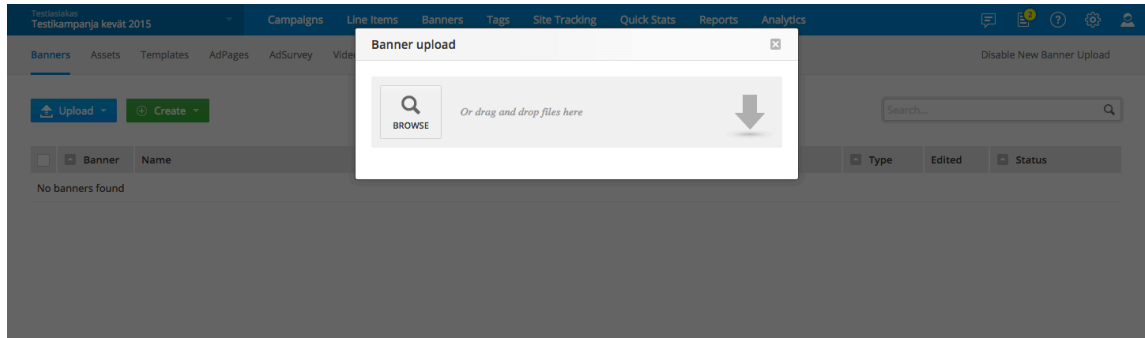 Testiasiakas
Testikampanja kevät 2015
Campaigns Line Items Banners Tags Site Tracking Quick Stats Reports Analytics
2
Banner upload
Banners Assets Templates AdPages AdSurvey
Disable New Banner Upload
BROWSE
Or drag and drop files here
Upload
Create
Search...
Banner Name Type Edited Status
No banners found